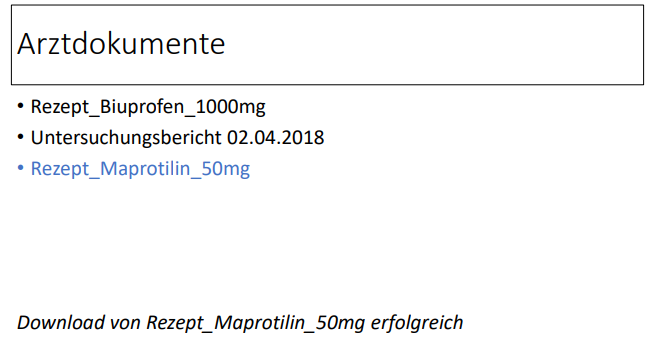 Arztdokumente
• Rezept_Biuprofen_1000mg
• Untersuchungsbericht 02.04.2018
• Rezept_Maprotilin_50mg
Download von Rezept_Maprotilin_50mg erfolgreich